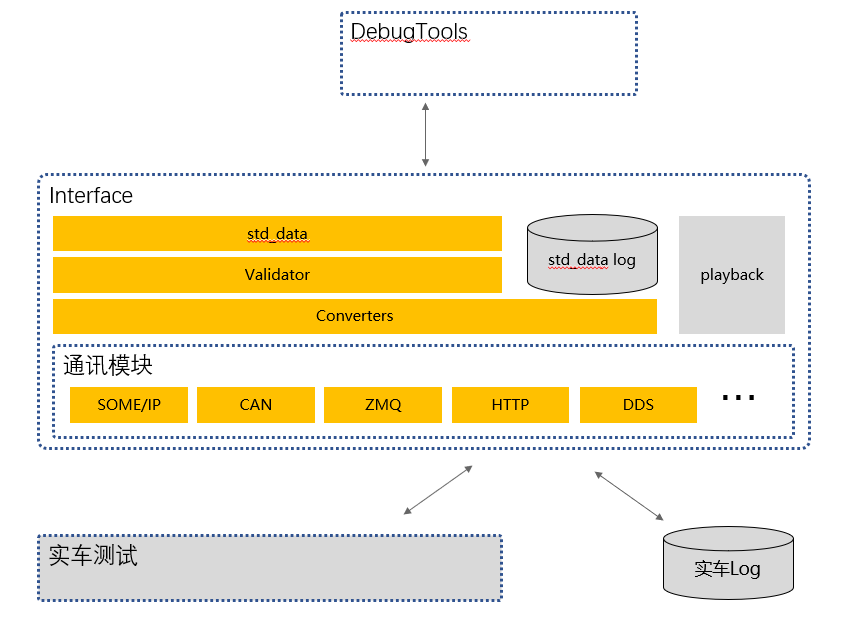 DebugTools
Interface
std_data
Validator
std_data log
playback
Converters
通讯模块
SOME/IP
CAN
ZMQ
HTTP
DDS
...
实车测试
实车Log